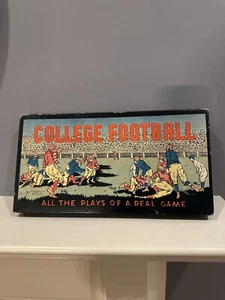 COLLEGE FOOTBALL
ALL THE PLAYS OF A REAL GAME